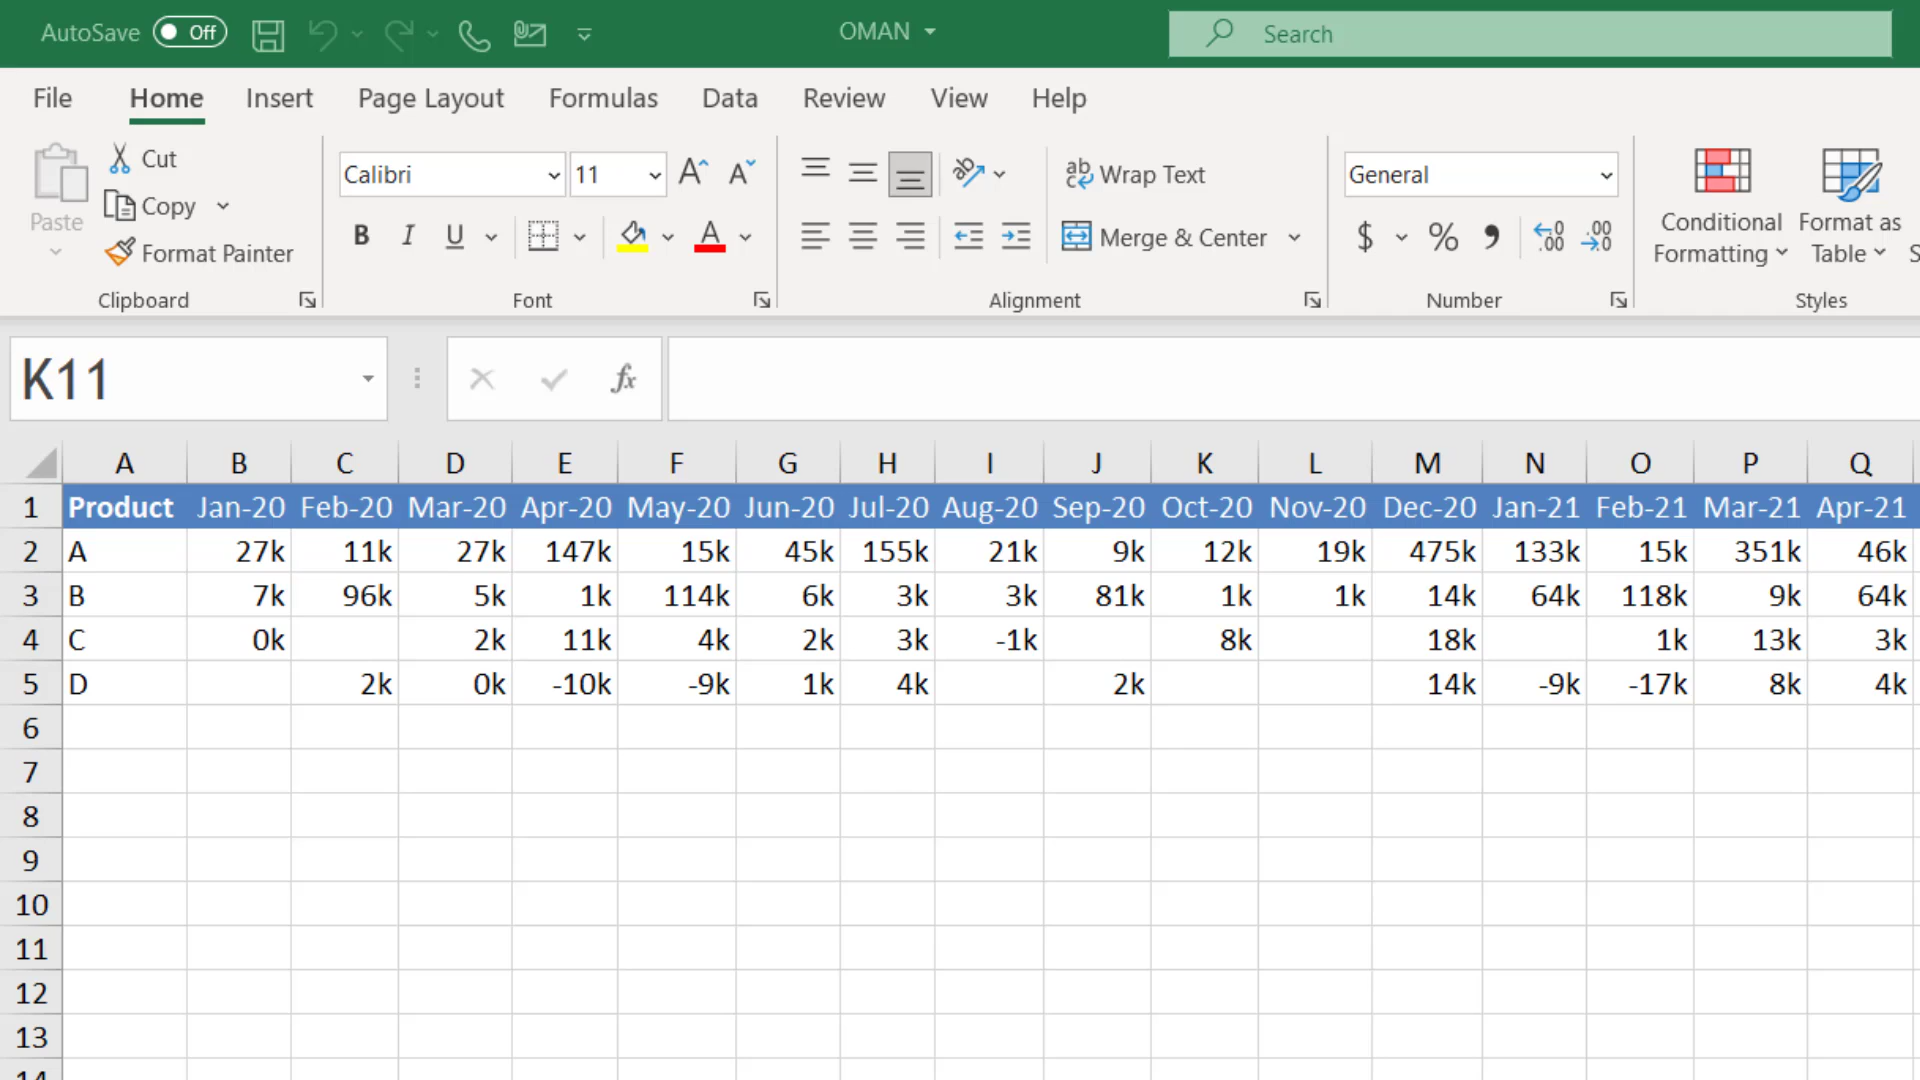 AutoSave Off OMAN Search
File Home Insert Page Layout Formulas Data Review View Help
Paste
Cut
Copy
Format Painter
Clipboard
Calibri 11
B I U
Font
Wrap Text
Merge & Center
Alignment
General
$ % 9 .00 .00
Number
Conditional Formatting
Format as Table
Styles
K11 fx
A B C D E F G H I J K L M N O P Q
1 Product Jan-20 Feb-20 Mar-20 Apr-20 May-20 Jun-20 Jul-20 Aug-20 Sep-20 Oct-20 Nov-20 Dec-20 Jan-21 Feb-21 Mar-21 Apr-21
2 A 27k 11k 27k 147k 15k 45k 155k 21k 9k 12k 19k 475k 133k 15k 351k 46k
3 B 7k 96k 5k 1k 114k 6k 3k 3k 81k 1k 1k 14k 64k 118k 9k 64k
4 C 0k 2k 11k 4k 2k 3k -1k 8k 18k 1k 13k 3k
5 D 2k 0k -10k -9k 1k 4k 2k 14k -9k -17k 8k 4k
6
7
8
9
10
11
12
13